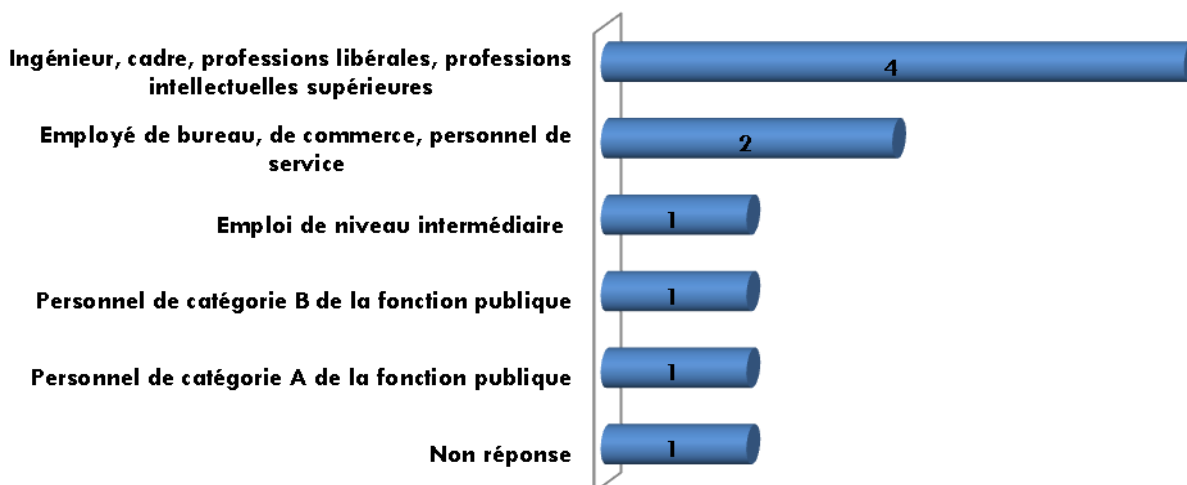 Ingénieur, cadre, professions libérales, professions
intellectuelles supérieures
4
Employé de bureau, de commerce, personnel de
service
2
Emploi de niveau intermédiaire
1
Personnel de catégorie B de la fonction publique
1
Personnel de catégorie A de la fonction publique
1
Non réponse
1